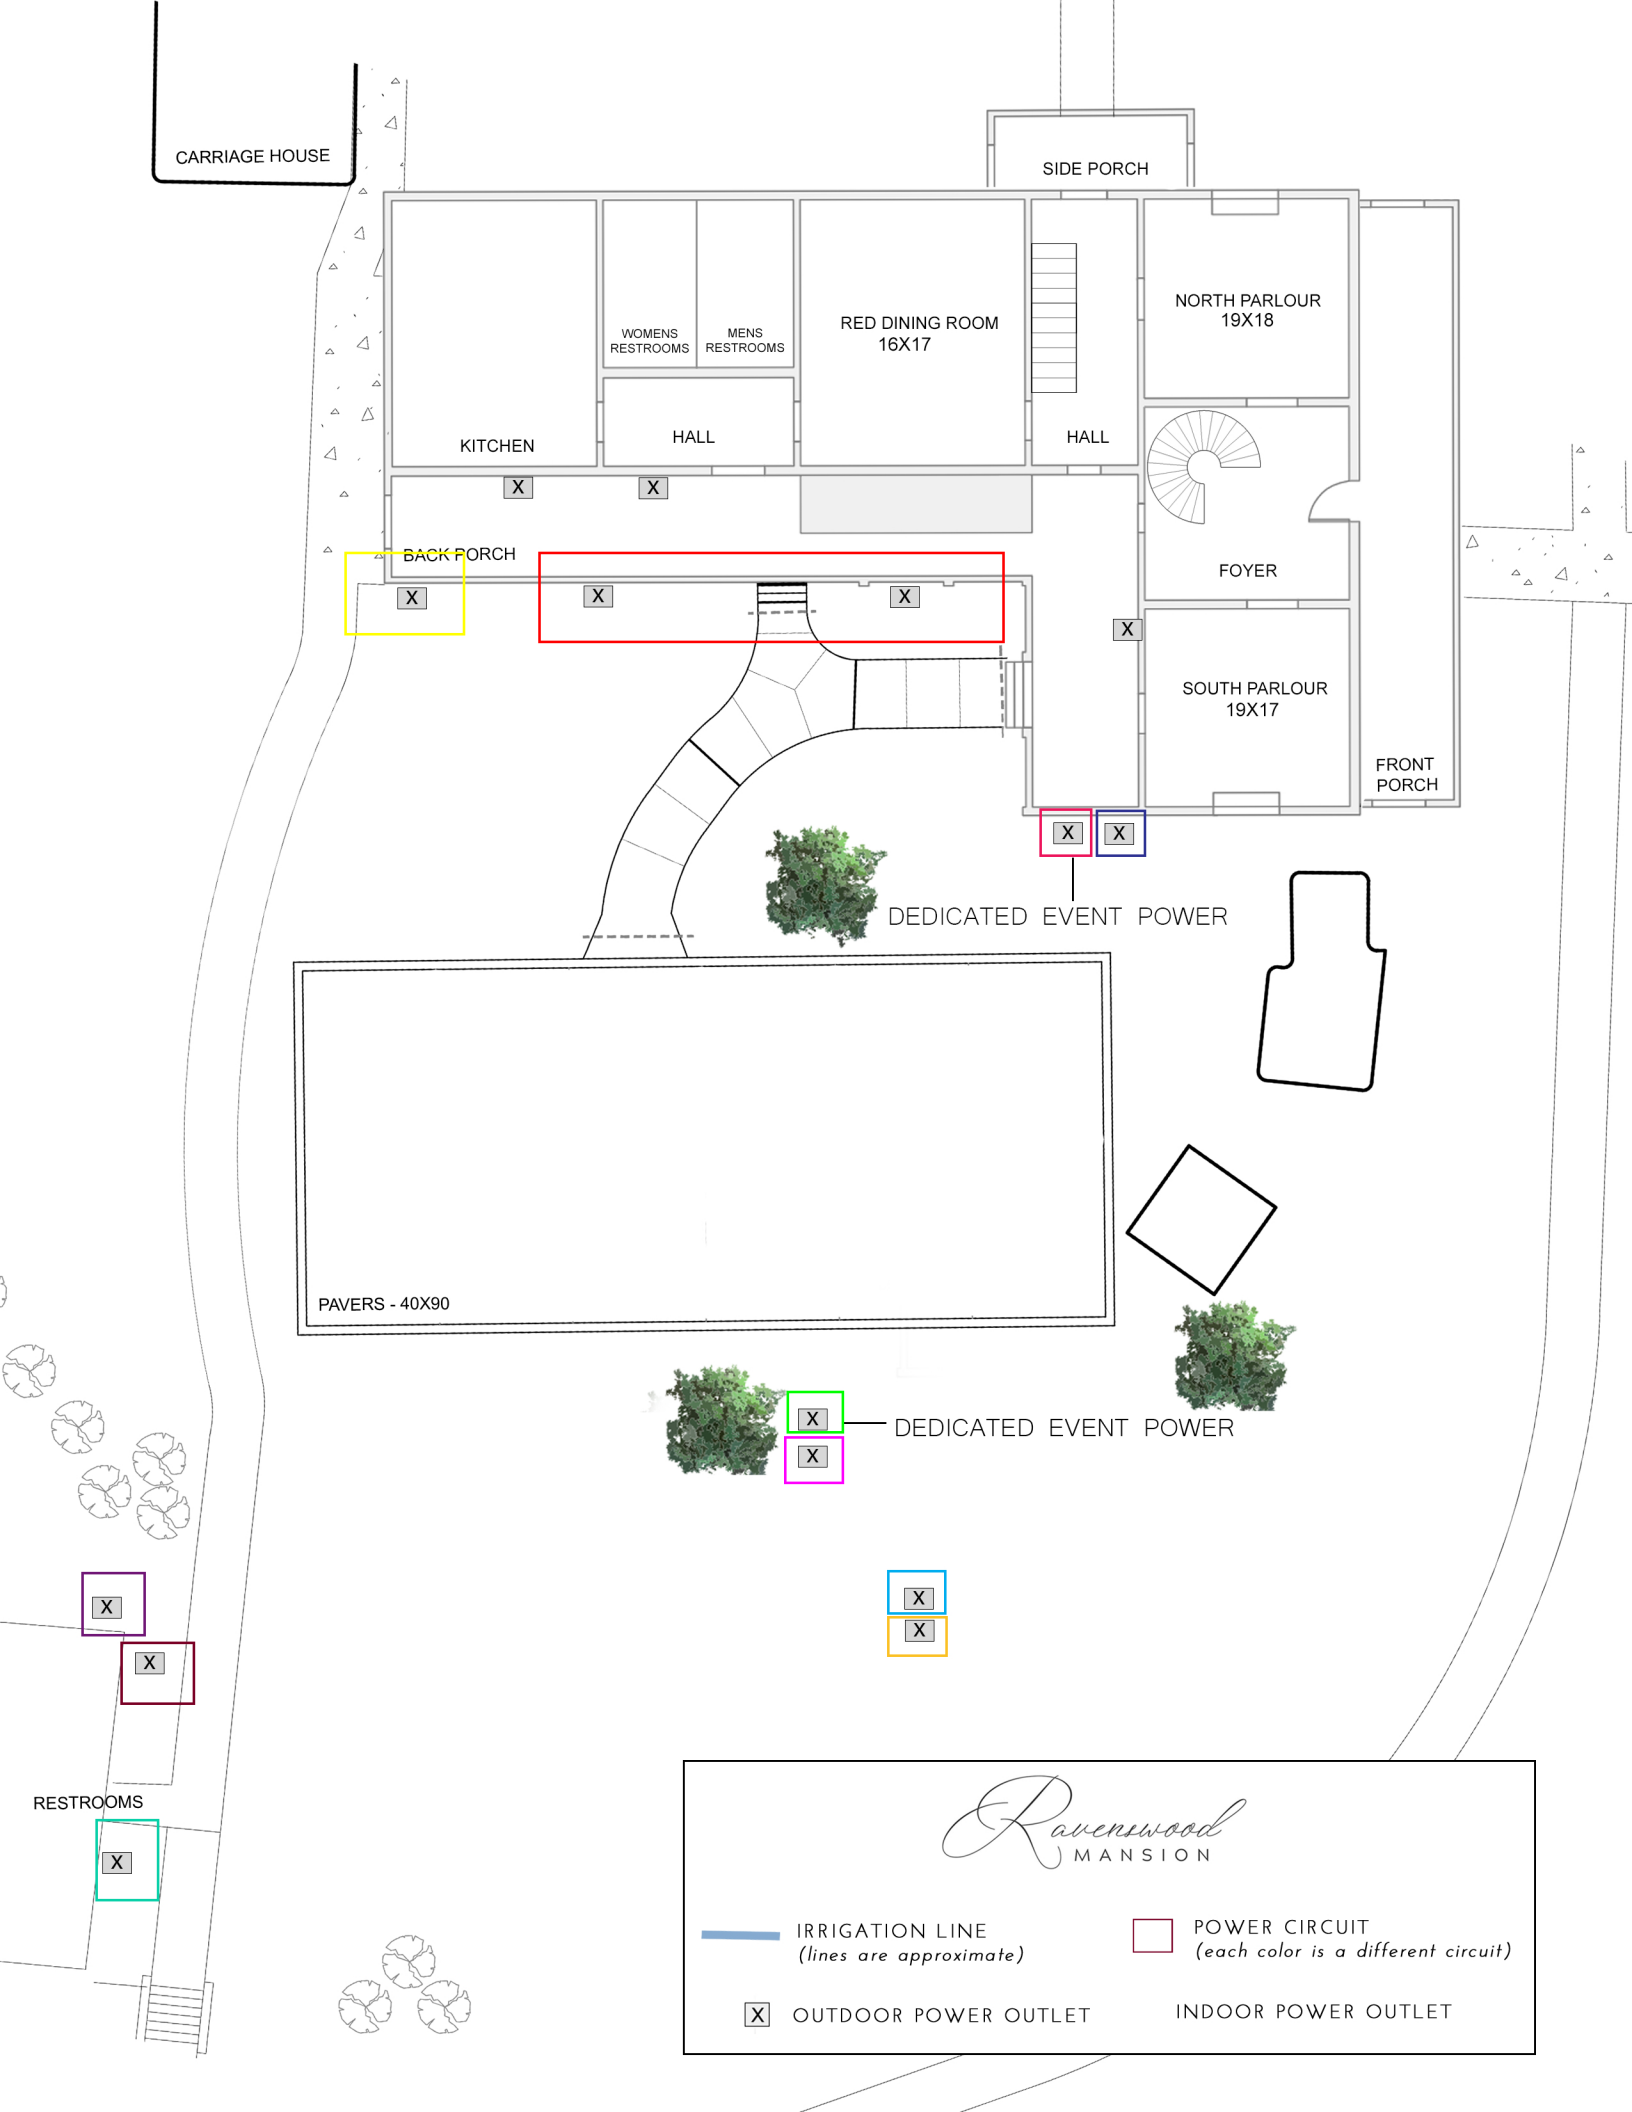 CARRIAGE HOUSE
SIDE PORCH
NORTH PARLOUR
19X18
RED DINING ROOM
16X17
WOMENS
RESTROOMS
MENS
RESTROOMS
KITCHEN
HALL
HALL
X
X
BACK PORCH
FOYER
X
X
X
X
SOUTH PARLOUR
19X17
FRONT
PORCH
X
X
DEDICATED EVENT POWER
PAVERS - 40X90
X
DEDICATED EVENT POWER
X
X
X
X
X
RESTROOMS
X
Ravenswood
MANSION
IRRIGATION LINE
(lines are approximate)
POWER CIRCUIT
(each color is a different circuit)
X
OUTDOOR POWER OUTLET
INDOOR POWER OUTLET